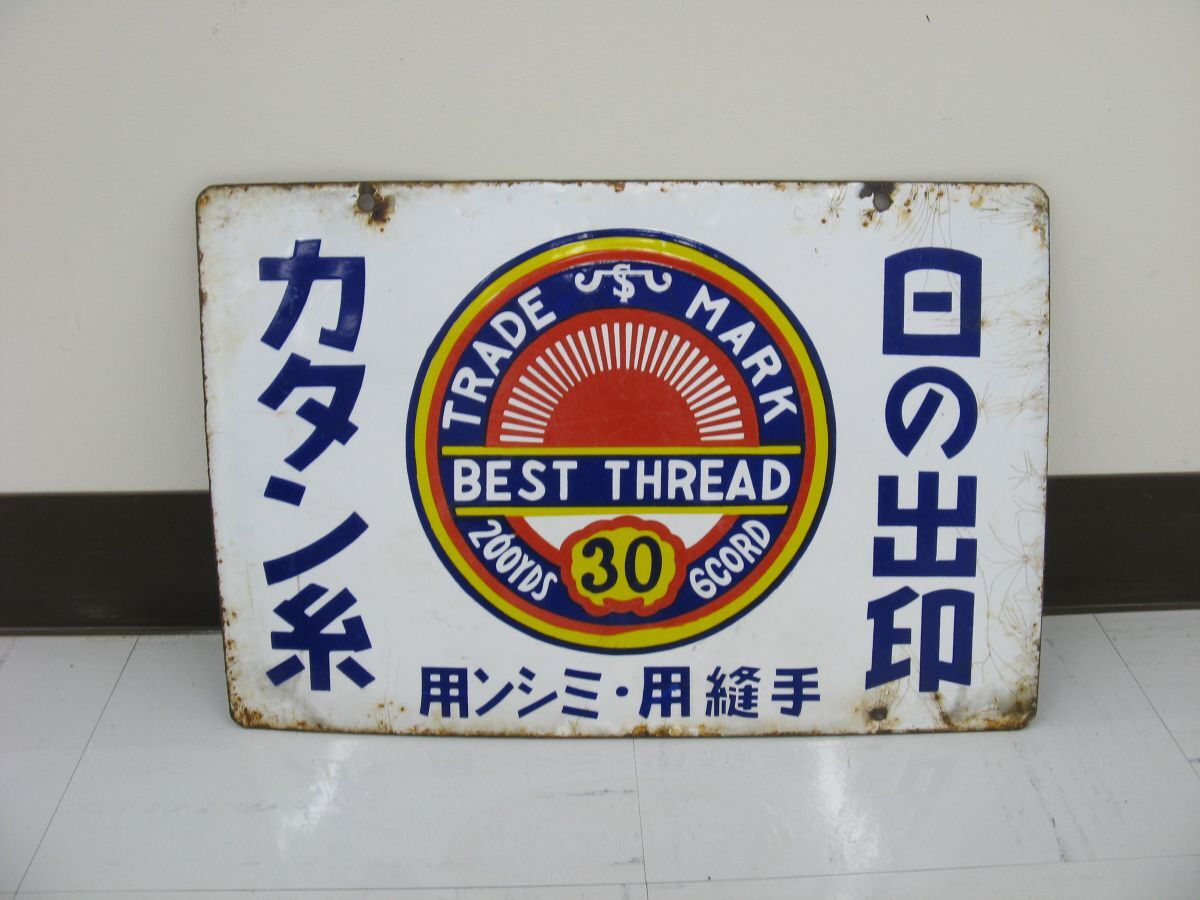 日の出印
カタン糸
TRADE $ MARK
BEST THREAD
200YDS 30 6CORD
用ンシミ・用縫手